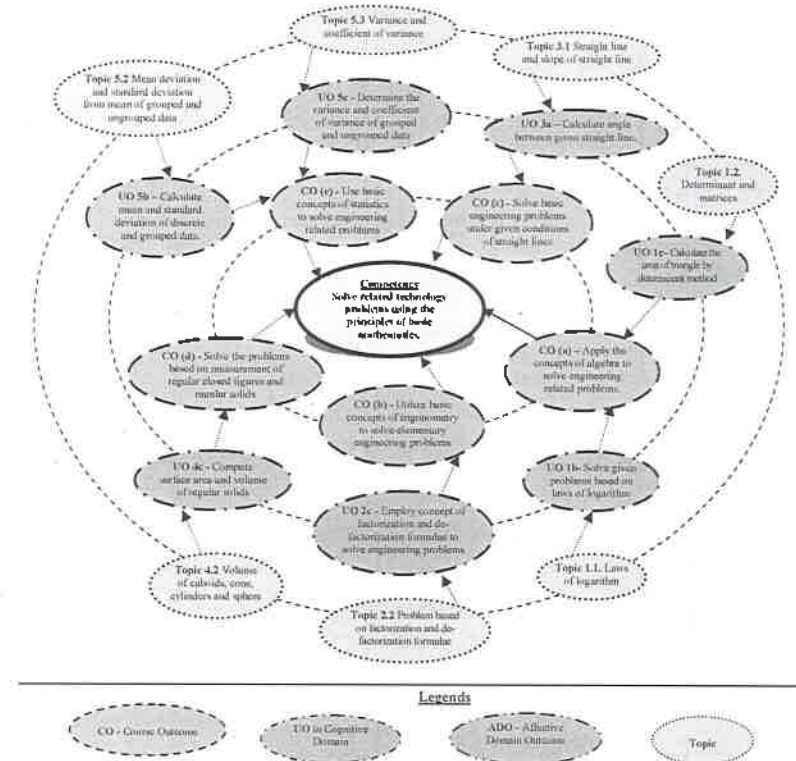 Topic 5.3 Variance and
coefficient of variance
Topic 3.1 Straight line
and slope of straight line
Topic 5.2 Mean deviation
and standard deviation
from mean of grouped and
ungrouped data
UO 5c - Determine the
variance and coefficient
of variance of grouped
and ungrouped data
UO 3a – Calculate angle
between given straight line.
Topic 1.2
Determinant and
matrices
UO 5b – Calculate
mean and standard
deviation of discrete
and grouped data.
CO (e) - Use basic
concepts of statistics
to solve engineering
related problems
CO (c) – Solve basic
engineering problems
under given conditions
of straight lines
UO 1e- Calculate the
area of triangle by
determinant method
Competency
Solve related technology
problems using the
principles of basic
mathematics.
CO (d) - Solve the problems
based on measurement of
regular closed figures and
regular solids
CO (a) – Apply the
concepts of algebra to
solve engineering
related problems.
CO (b) - Utilize basic
concepts of trigonometry
to solve elementary
engineering problems
UO 4c - Compute
surface area and volume
of regular solids
UO 1b- Solve given
problems based on
laws of logarithm
UO 2c - Employ concept of
factorization and de-
factorization formulae to
solve engineering problems
Topic 4.2 Volume
of cuboids, cone,
cylinders and sphere
Topic 1.1. Laws
of logarithm
Topic 2.2 Problem based
on factorization and de-
factorization formulae
Legends
CO - Course Outcome
UO in Cognitive
Domain
ADO - Affective
Domain Outcome
Topic